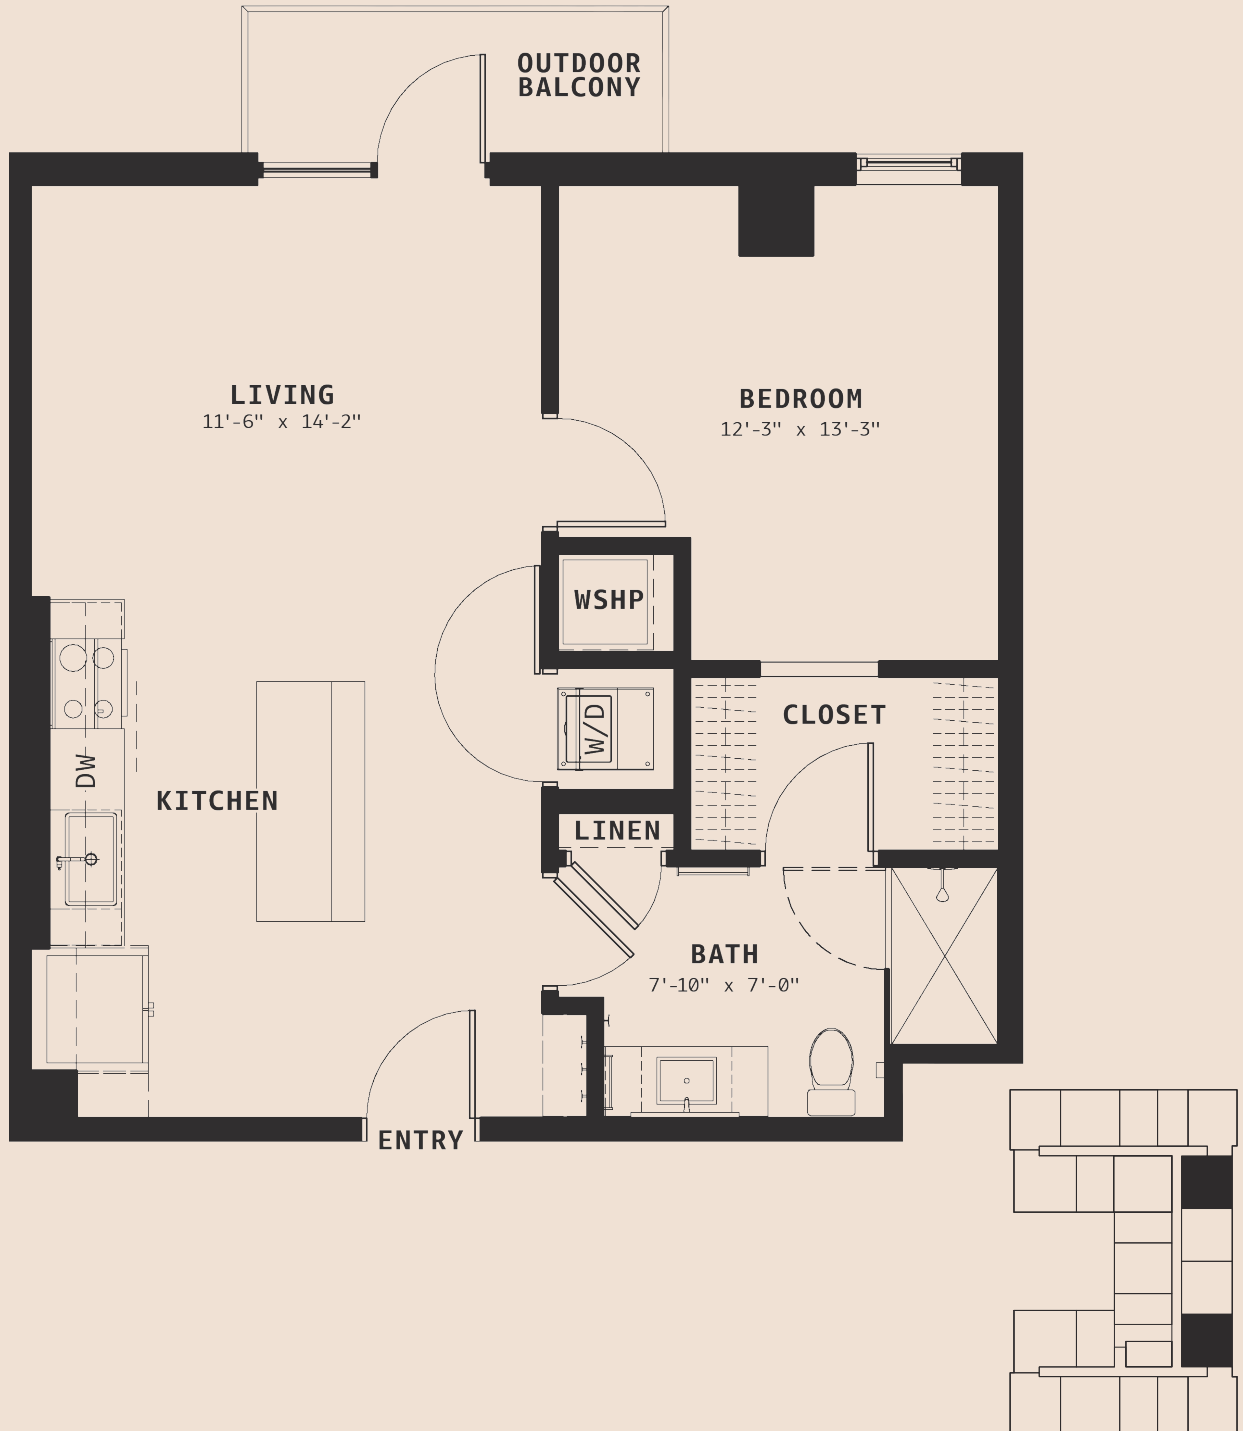 OUTDOOR
BALCONY
LIVING
11'-6" x 14'-2"
BEDROOM
12'-3" x 13'-3"
WSHP
W/D
CLOSET
DW
KITCHEN
LINEN
BATH
7'-10" x 7'-0"
ENTRY